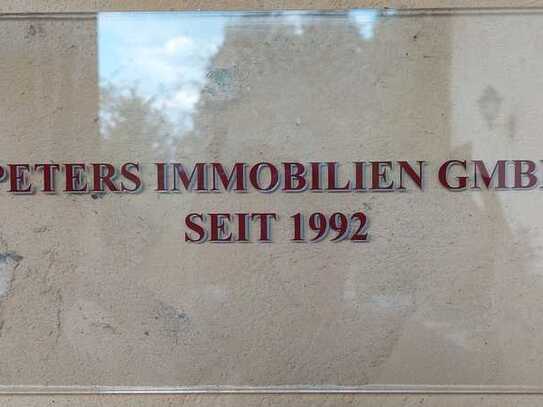 PETERS IMMOBILIEN GMBH
SEIT 1992